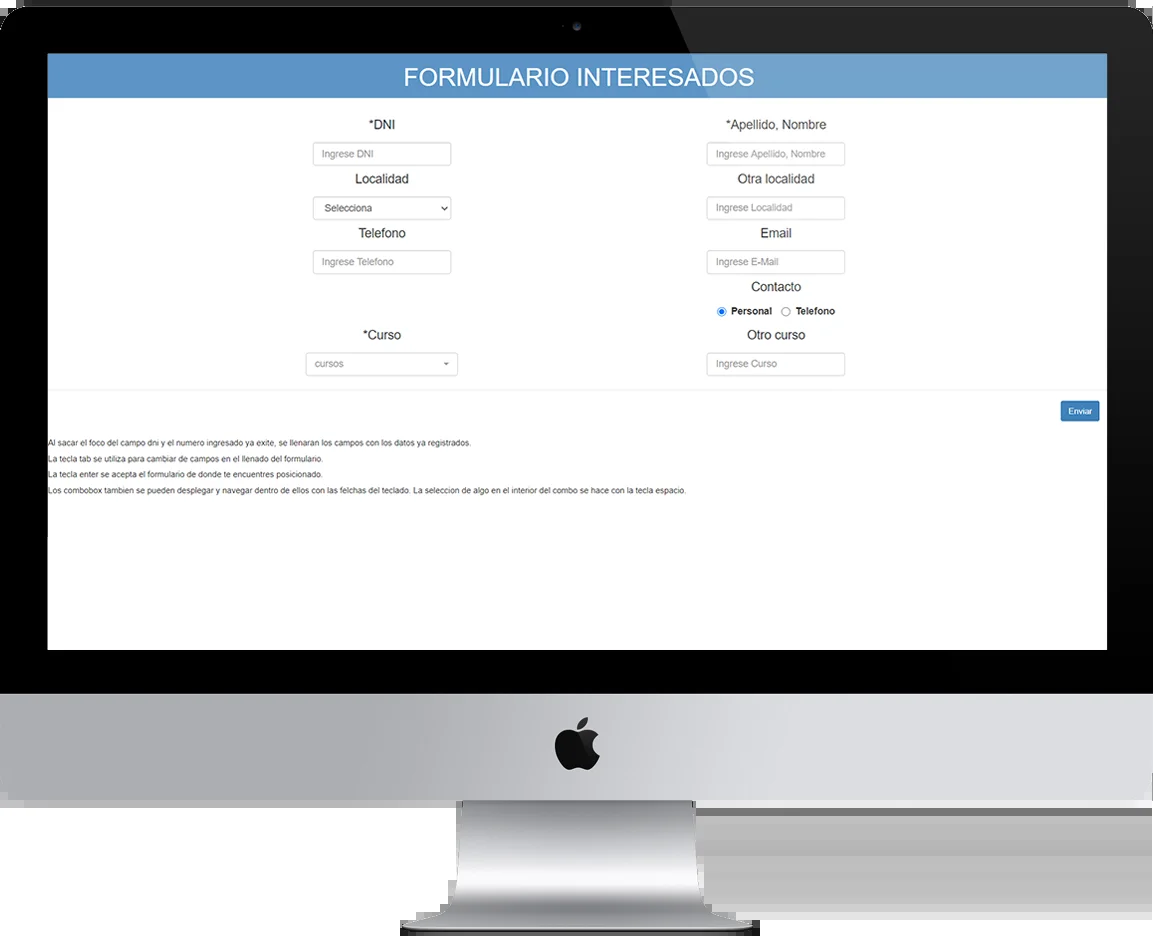 FORMULARIO INTERESADOS
*DNI
*Apellido, Nombre
Ingrese DNI
Ingrese Apellido, Nombre
Localidad
Otra localidad
Selecciona
Ingrese Localidad
Telefono
Email
Ingrese Telefono
Ingrese E-Mail
Contacto
Personal Telefono
*Curso
Otro curso
cursos
Ingrese Curso
Enviar
Al sacar el foco del campo dni y el numero ingresado ya exite, se llenaran los campos con los datos ya registrados.
La tecla tab se utiliza para cambiar de campos en el llenado del formulario.
La tecla enter se acepta el formulario de donde te encuentres posicionado.
Los combobox tambien se pueden desplegar y navegar dentro de ellos con las felchas del teclado. La seleccion de algo en el interior del combo se hace con la tecla espacio.